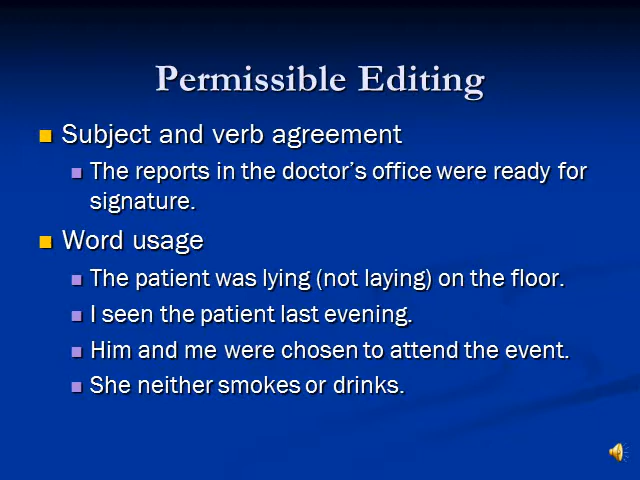 Permissible Editing
Subject and verb agreement
The reports in the doctor's office were ready for
signature.
Word usage
The patient was lying (not laying) on the floor.
I seen the patient last evening.
Him and me were chosen to attend the event.
She neither smokes or drinks.